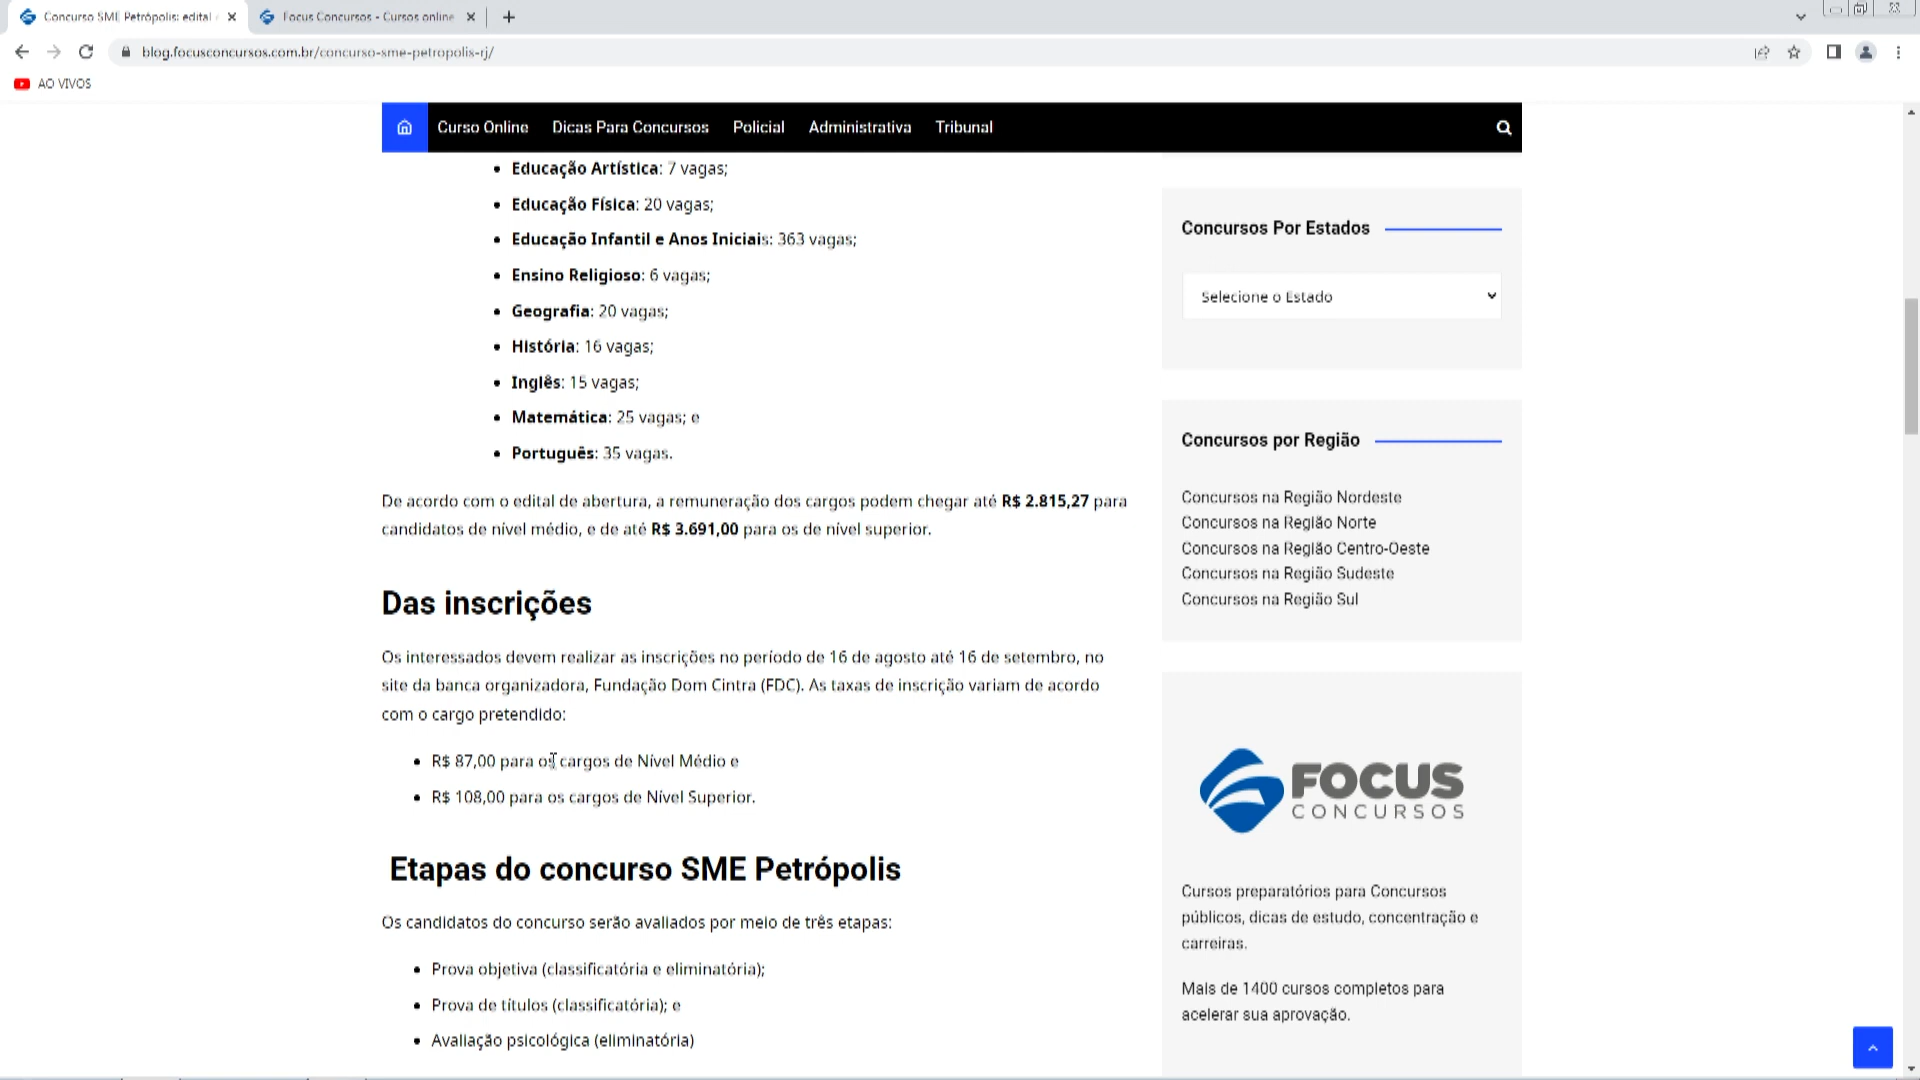 Concurso SME Petrópolis: edital
Focus Concursos - Cursos online
blog.focusconcursos.com.br/concurso-sme-petropolis-rj/
AO VIVOS
Curso Online Dicas Para Concursos Policial Administrativa Tribunal
• Educação Artística: 7 vagas;
• Educação Física: 20 vagas;
• Educação Infantil e Anos Iniciais: 363 vagas;
• Ensino Religioso: 6 vagas;
• Geografia: 20 vagas;
• História: 16 vagas;
• Inglês: 15 vagas;
• Matemática: 25 vagas; e
• Português: 35 vagas.
De acordo com o edital de abertura, a remuneração dos cargos podem chegar até R$ 2.815,27 para
candidatos de nível médio, e de até R$ 3.691,00 para os de nível superior.
Das inscrições
Os interessados devem realizar as inscrições no período de 16 de agosto até 16 de setembro, no
site da banca organizadora, Fundação Dom Cintra (FDC). As taxas de inscrição variam de acordo
com o cargo pretendido:
• R$ 87,00 para os cargos de Nível Médio e
• R$ 108,00 para os cargos de Nível Superior.
Etapas do concurso SME Petrópolis
Os candidatos do concurso serão avaliados por meio de três etapas:
• Prova objetiva (classificatória e eliminatória);
• Prova de títulos (classificatória); e
• Avaliação psicológica (eliminatória)
Concursos Por Estados
Selecione o Estado
Concursos por Região
Concursos na Região Nordeste
Concursos na Região Norte
Concursos na Região Centro-Oeste
Concursos na Região Sudeste
Concursos na Região Sul
FOCUS
CONCURSOS
Cursos preparatórios para Concursos
públicos, dicas de estudo, concentração e
carreiras.
Mais de 1400 cursos completos para
acelerar sua aprovação.